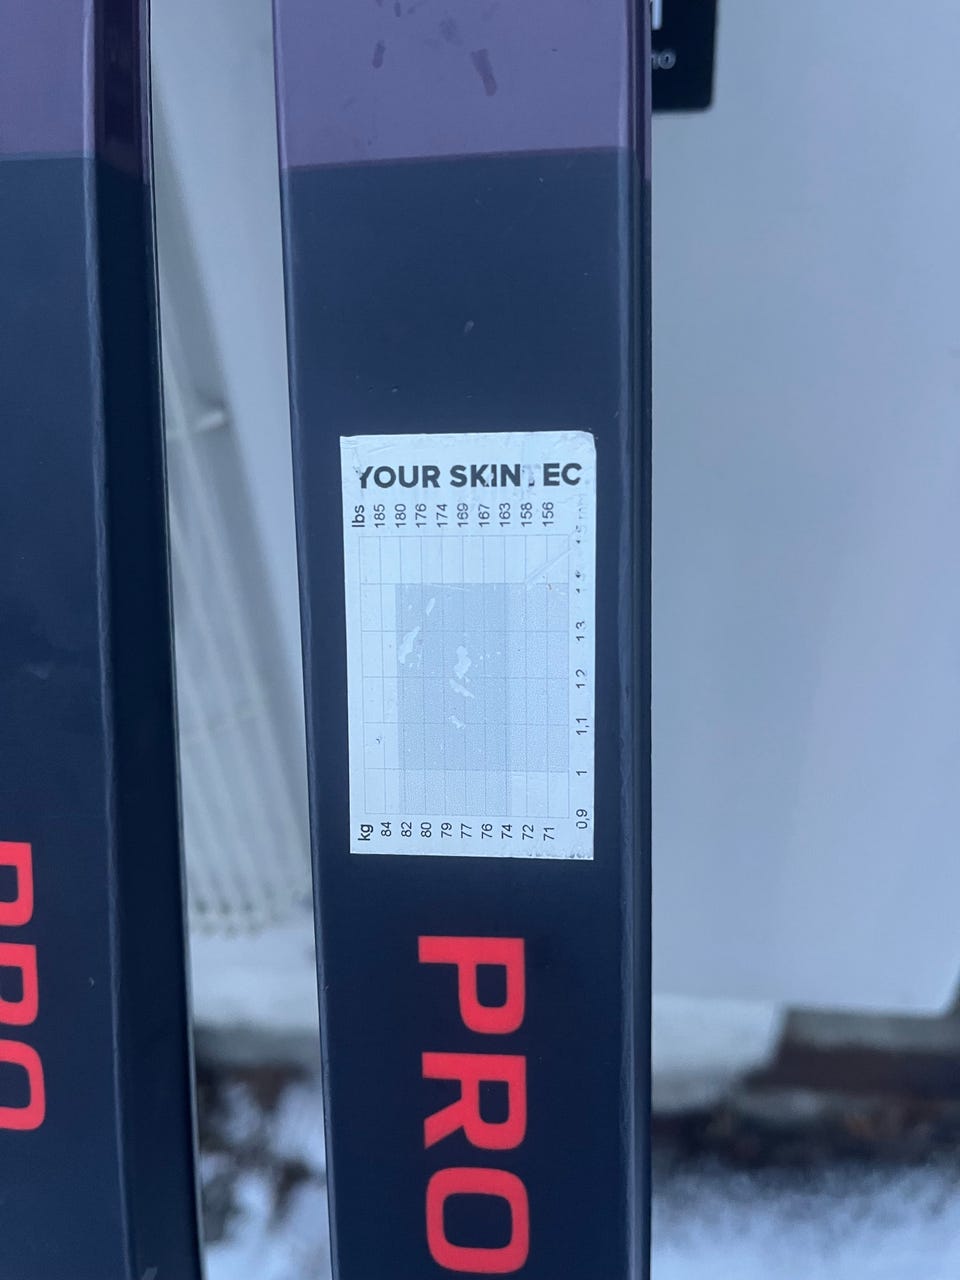 YOUR SKINTEC
lbs 185 180 176 174 169 167 163 158 156
1,3
1,2
1,1
1
0,9
kg 84 82 80 79 77 76 74 72 71
PRO
PRO